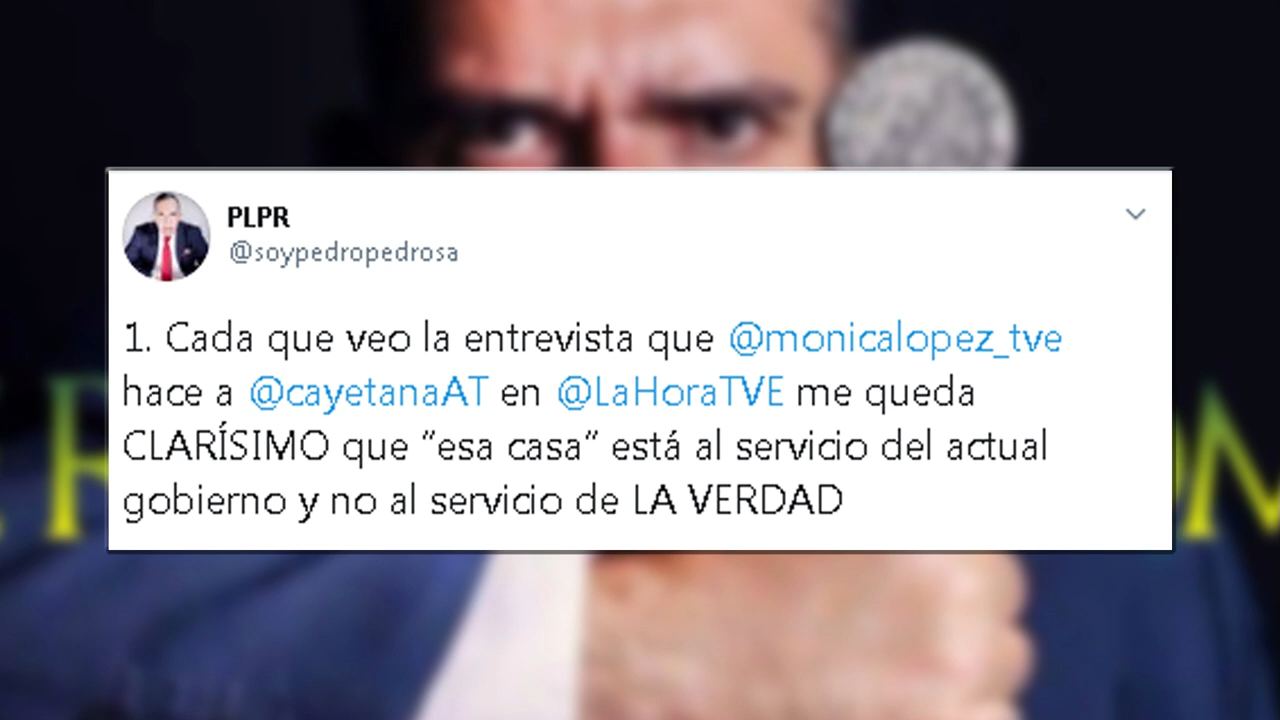 PLPR
@soypedropedrosa
1. Cada que veo la entrevista que @monicalopez_tve
hace a @cayetanaAT en @LaHoraTVE me queda
CLARÍSIMO que “esa casa” está al servicio del actual
gobierno y no al servicio de LA VERDAD